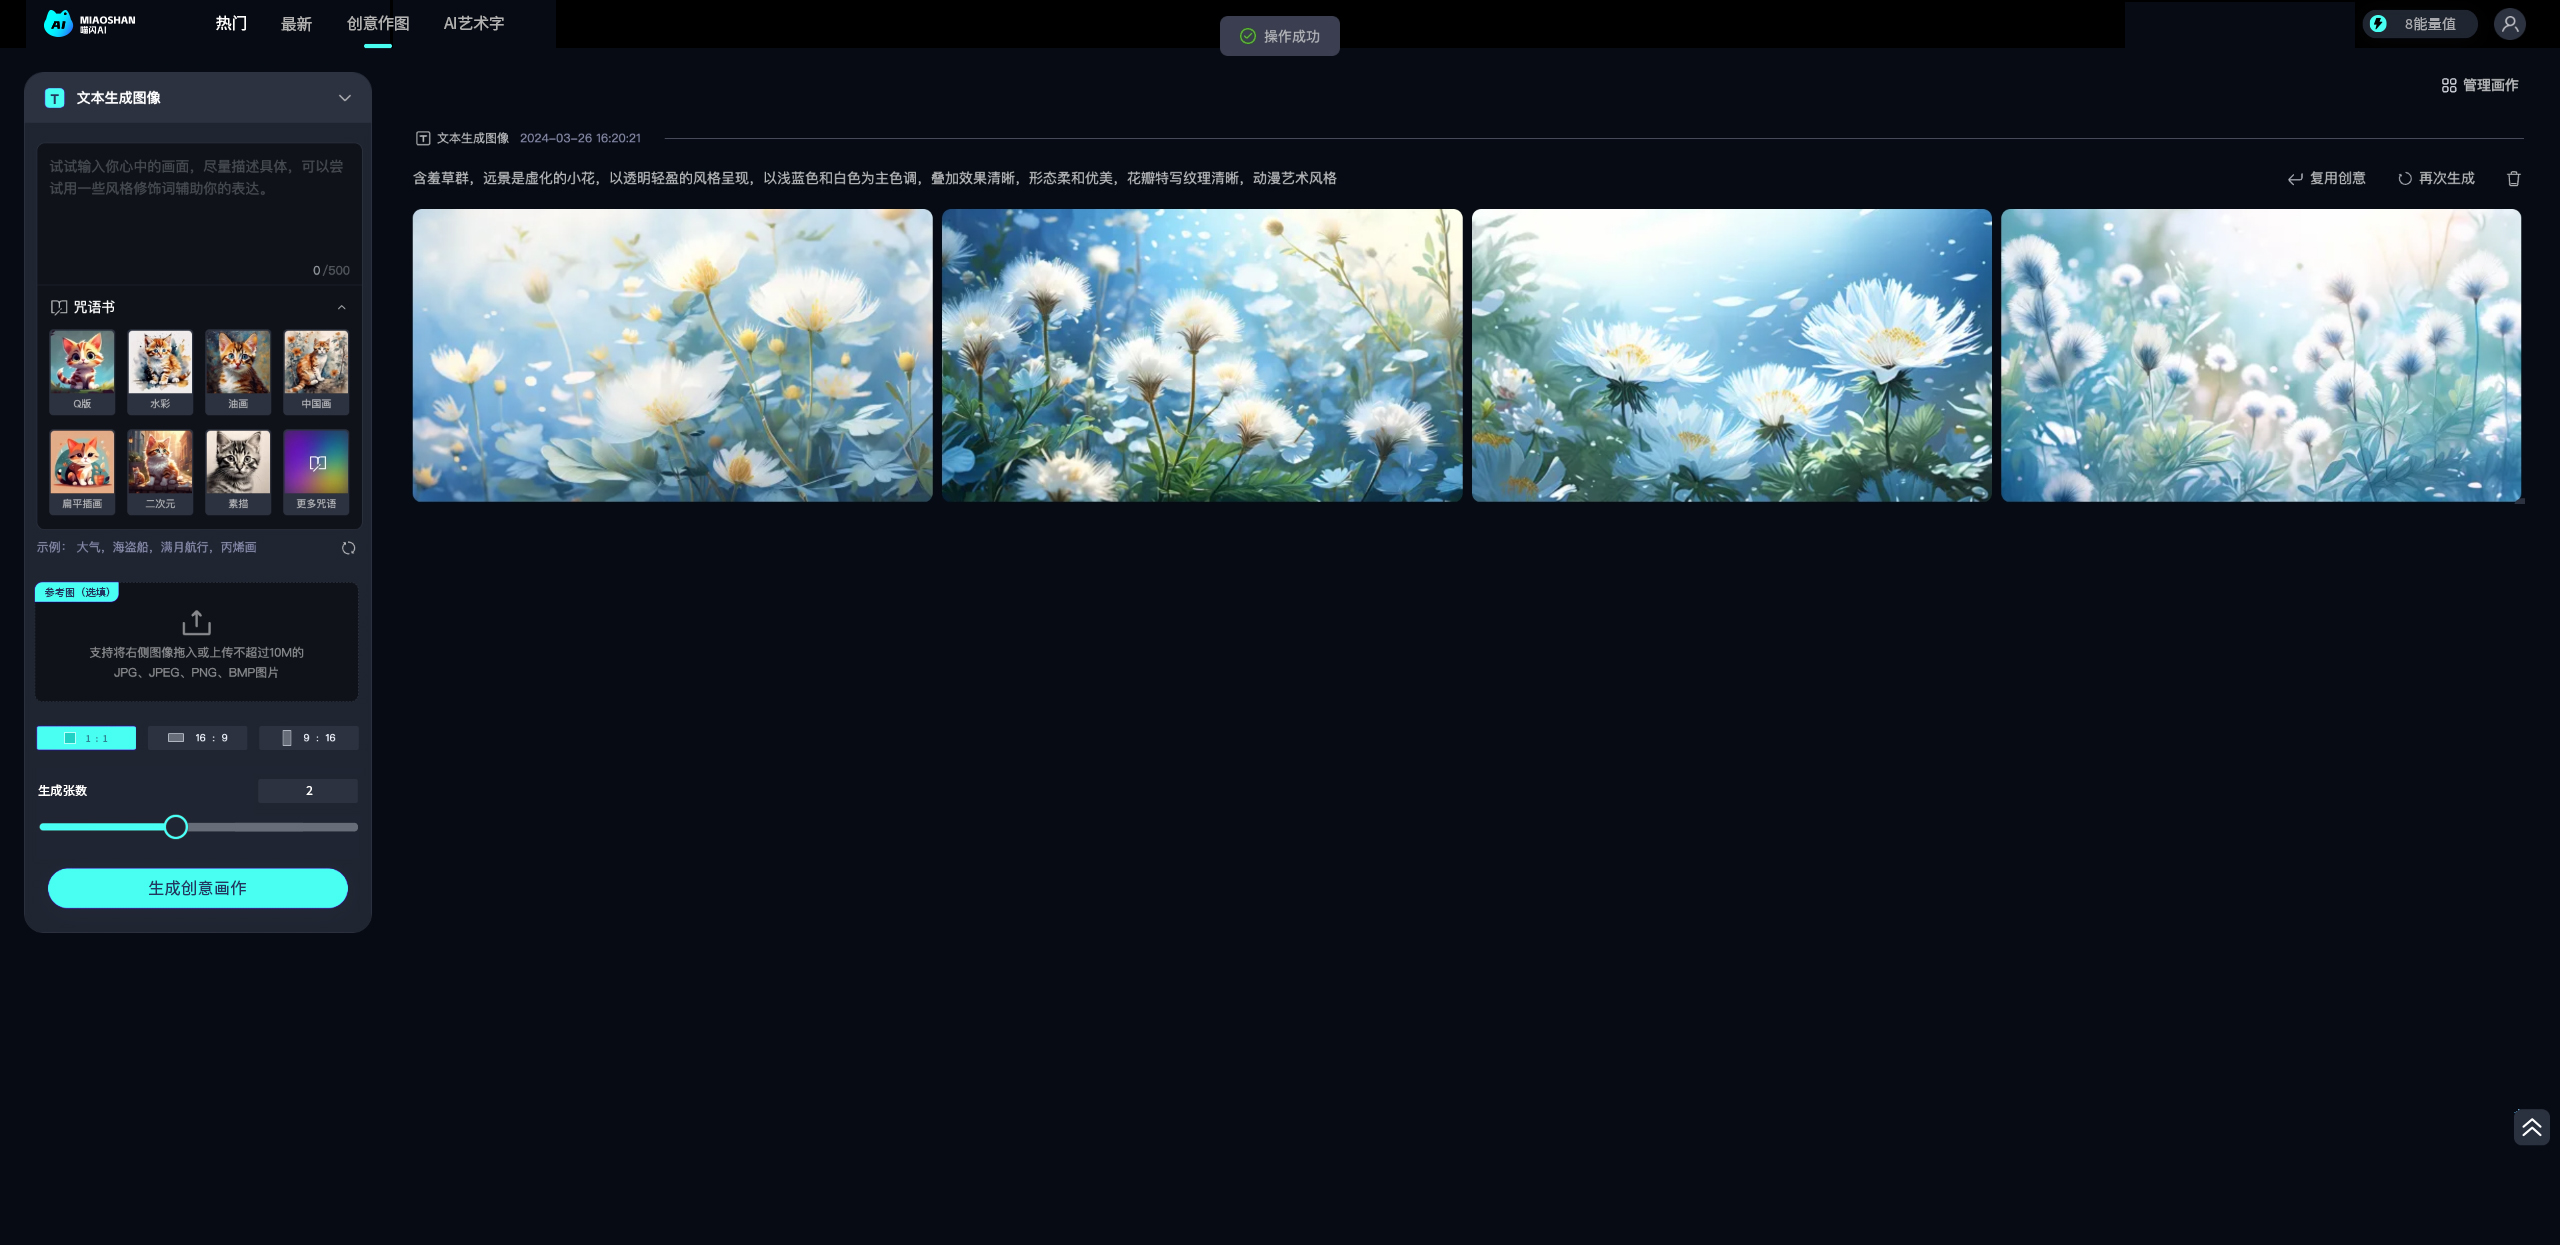 MIAOSHAN
喵闪AI
热门
最新
创意作图
AI艺术字
操作成功
8能量值
文本生成图像
管理画作
试试输入你心中的画面，尽量描述具体，可以尝
试用一些风格修饰词辅助你的表达。
0/500
咒语书
Q版
水彩
油画
中国画
扁平插画
二次元
素描
更多咒语
示例： 大气，海盗船，满月航行，丙烯画
参考图（选填）
支持将右侧图像拖入或上传不超过10M的
JPG、JPEG、PNG、BMP图片
1 : 1
16 : 9
9 : 16
生成张数
2
生成创意画作
文本生成图像 2024-03-26 16:20:21
含羞草群，远景是虚化的小花，以透明轻盈的风格呈现，以浅蓝色和白色为主色调，叠加效果清晰，形态柔和优美，花瓣特写纹理清晰，动漫艺术风格
复用创意
再次生成